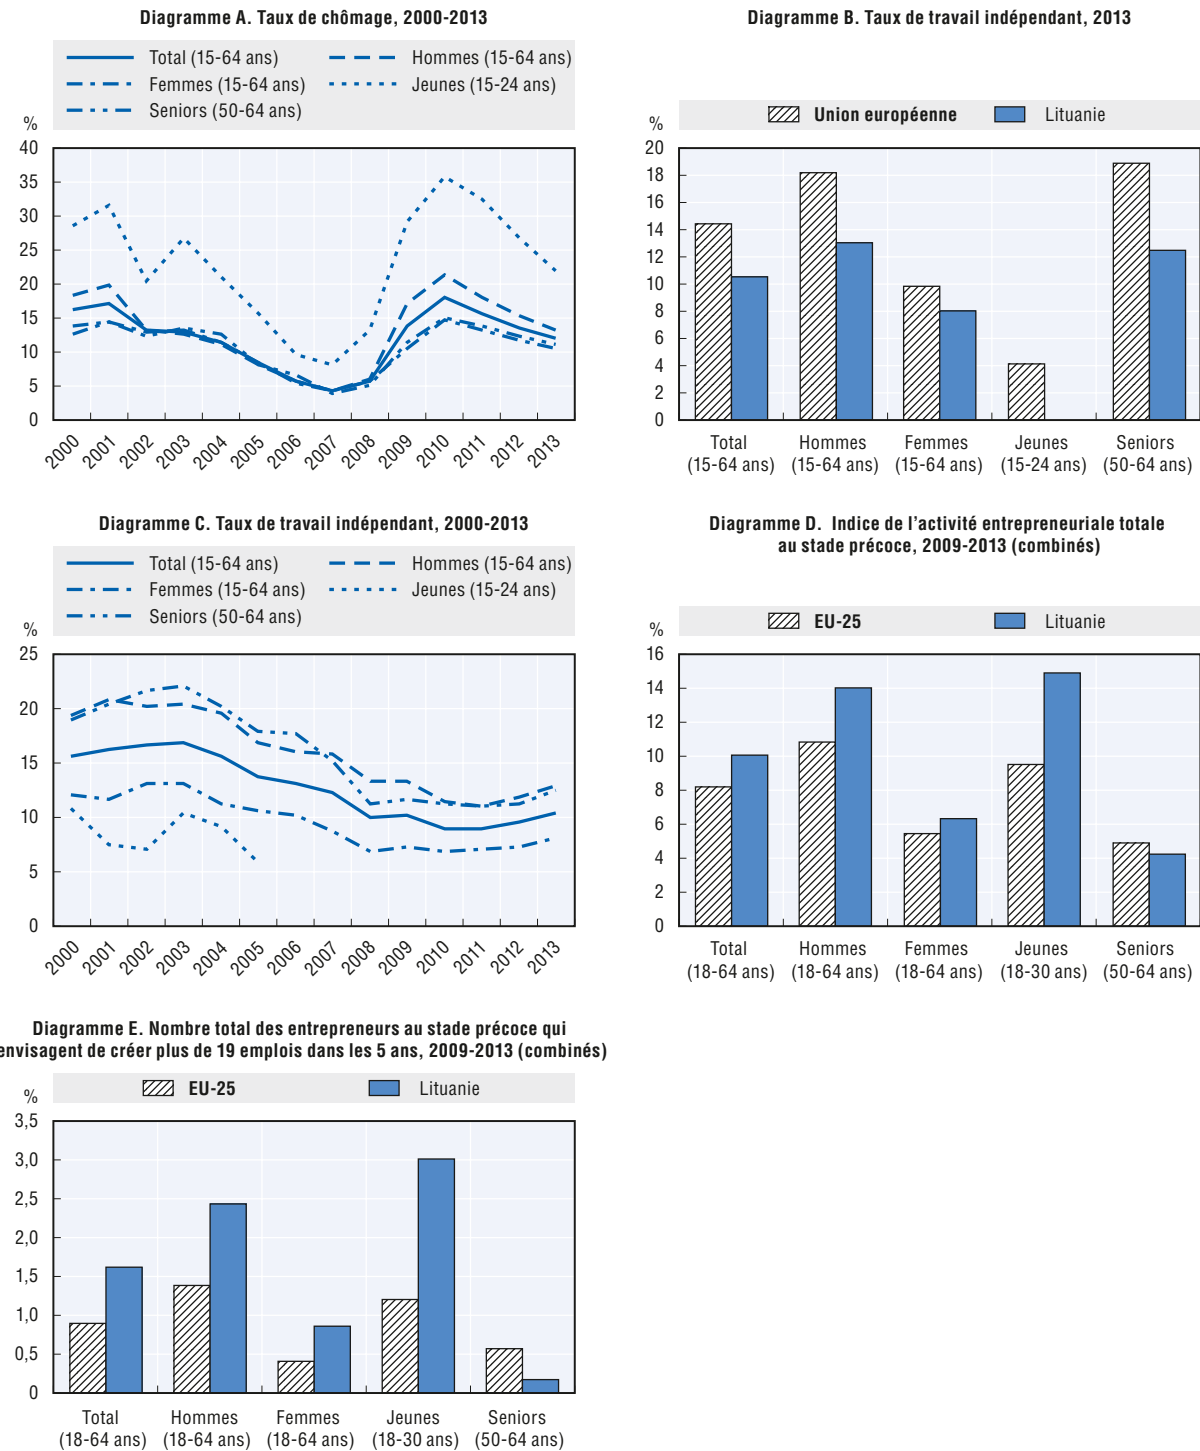 Diagramme A. Taux de chômage, 2000-2013
Total (15-64 ans)
Hommes (15-64 ans)
Femmes (15-64 ans)
Jeunes (15-24 ans)
Seniors (50-64 ans)
%
40
35
30
25
20
15
10
5
0
2000
2001
2002
2003
2004
2005
2006
2007
2008
2009
2010
2011
2012
2013
Diagramme B. Taux de travail indépendant, 2013
Union européenne
Lituanie
%
20
18
16
14
12
10
8
6
4
2
0
Total
(15-64 ans)
Hommes
(15-64 ans)
Femmes
(15-64 ans)
Jeunes
(15-24 ans)
Seniors
(50-64 ans)
Diagramme C. Taux de travail indépendant, 2000-2013
Total (15-64 ans)
Hommes (15-64 ans)
Femmes (15-64 ans)
Jeunes (15-24 ans)
Seniors (50-64 ans)
%
25
20
15
10
5
0
2000
2001
2002
2003
2004
2005
2006
2007
2008
2009
2010
2011
2012
2013
Diagramme D. Indice de l’activité entrepreneuriale totale
au stade précoce, 2009-2013 (combinés)
EU-25
Lituanie
%
16
14
12
10
8
6
4
2
0
Total
(18-64 ans)
Hommes
(18-64 ans)
Femmes
(18-64 ans)
Jeunes
(18-30 ans)
Seniors
(50-64 ans)
Diagramme E. Nombre total des entrepreneurs au stade précoce qui
envisagent de créer plus de 19 emplois dans les 5 ans, 2009-2013 (combinés)
EU-25
Lituanie
%
3,5
3,0
2,5
2,0
1,5
1,0
0,5
0
Total
(18-64 ans)
Hommes
(18-64 ans)
Femmes
(18-64 ans)
Jeunes
(18-30 ans)
Seniors
(50-64 ans)